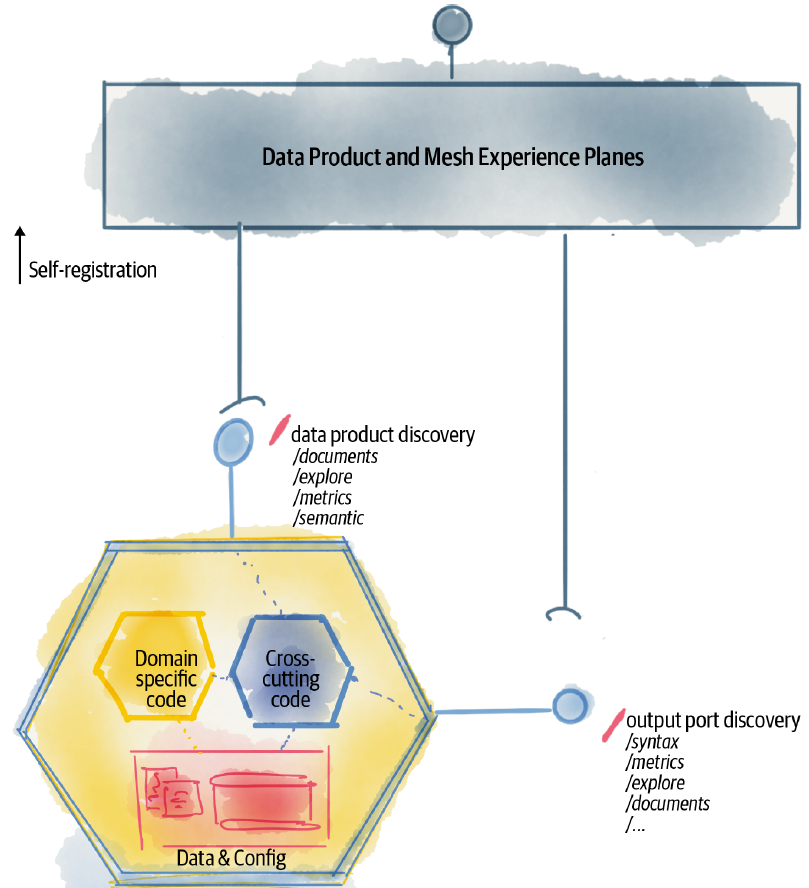 Data Product and Mesh Experience Planes
Self-registration
data product discovery
/documents
/explore
/metrics
/semantic
Domain
specific
code
Cross-
cutting
code
output port discovery
/syntax
/metrics
/explore
/documents
/...
Data & Config